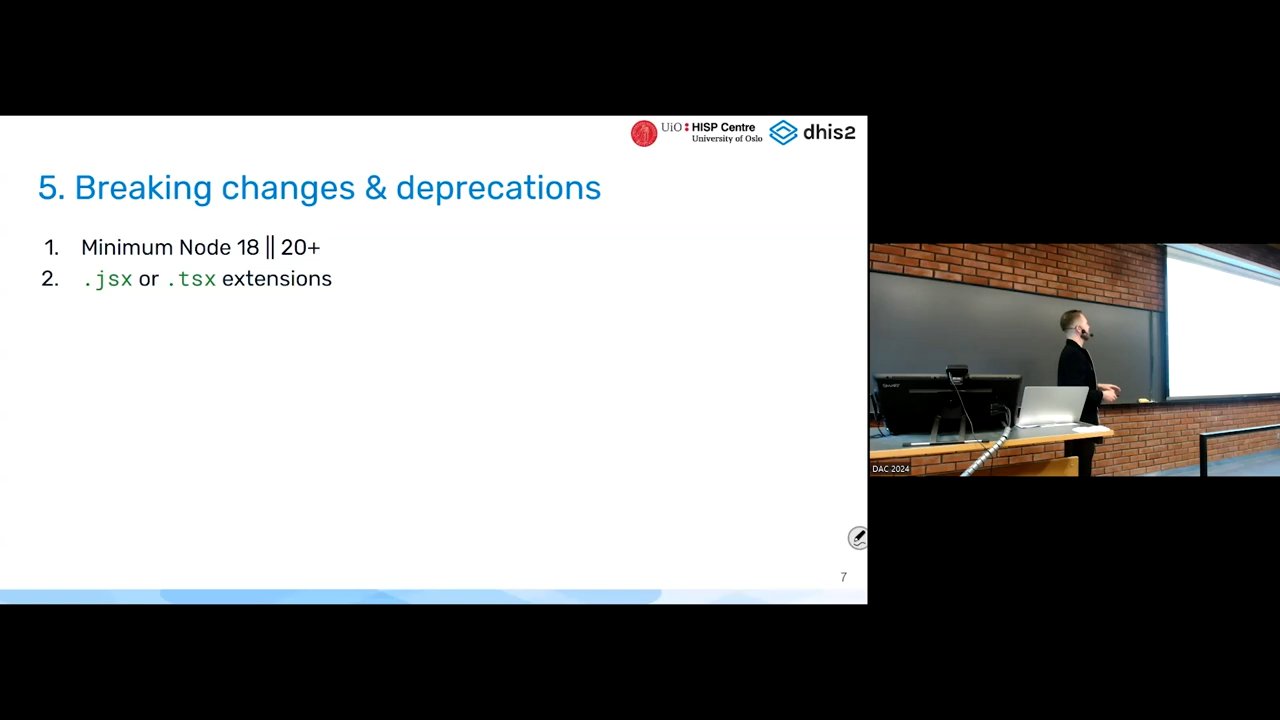 UiO HISP Centre
University of Oslo
dhis2
5. Breaking changes & deprecations
1. Minimum Node 18 || 20+
2. .jsx or .tsx extensions
SHARP
DAC 2024
7